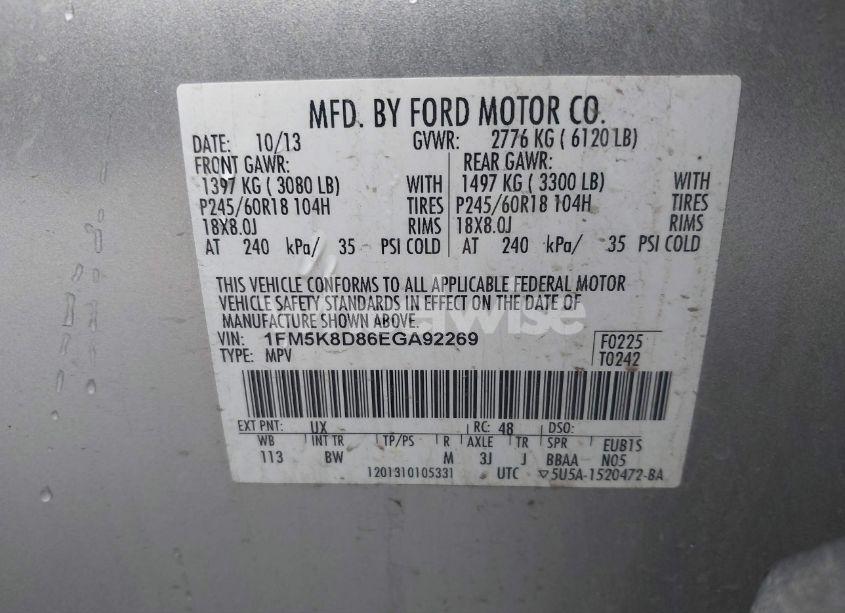 MFD. BY FORD MOTOR CO.
DATE: 10/13 GVWR: 2776 KG ( 6120 LB)
FRONT GAWR: REAR GAWR:
1397 KG ( 3080 LB) WITH 1497 KG ( 3300 LB) WITH
P245/60R18 104H TIRES P245/60R18 104H TIRES
18X8.0J RIMS 18X8.0J RIMS
AT 240 kPa/ 35 PSI COLD AT 240 kPa/ 35 PSI COLD
THIS VEHICLE CONFORMS TO ALL APPLICABLE FEDERAL MOTOR
VEHICLE SAFETY STANDARDS IN EFFECT ON THE DATE OF
MANUFACTURE SHOWN ABOVE.
VIN: 1FM5K8D86EGA92269 F0225
TYPE: MPV T0242
EXT PNT: UX RC: 48 DSO:
WB INT TR TP/PS R AXLE TR SPR EUB1S
113 BW M 3J J BBAA N05
1201310105331 UTC ▽5U5A-1520472-BA